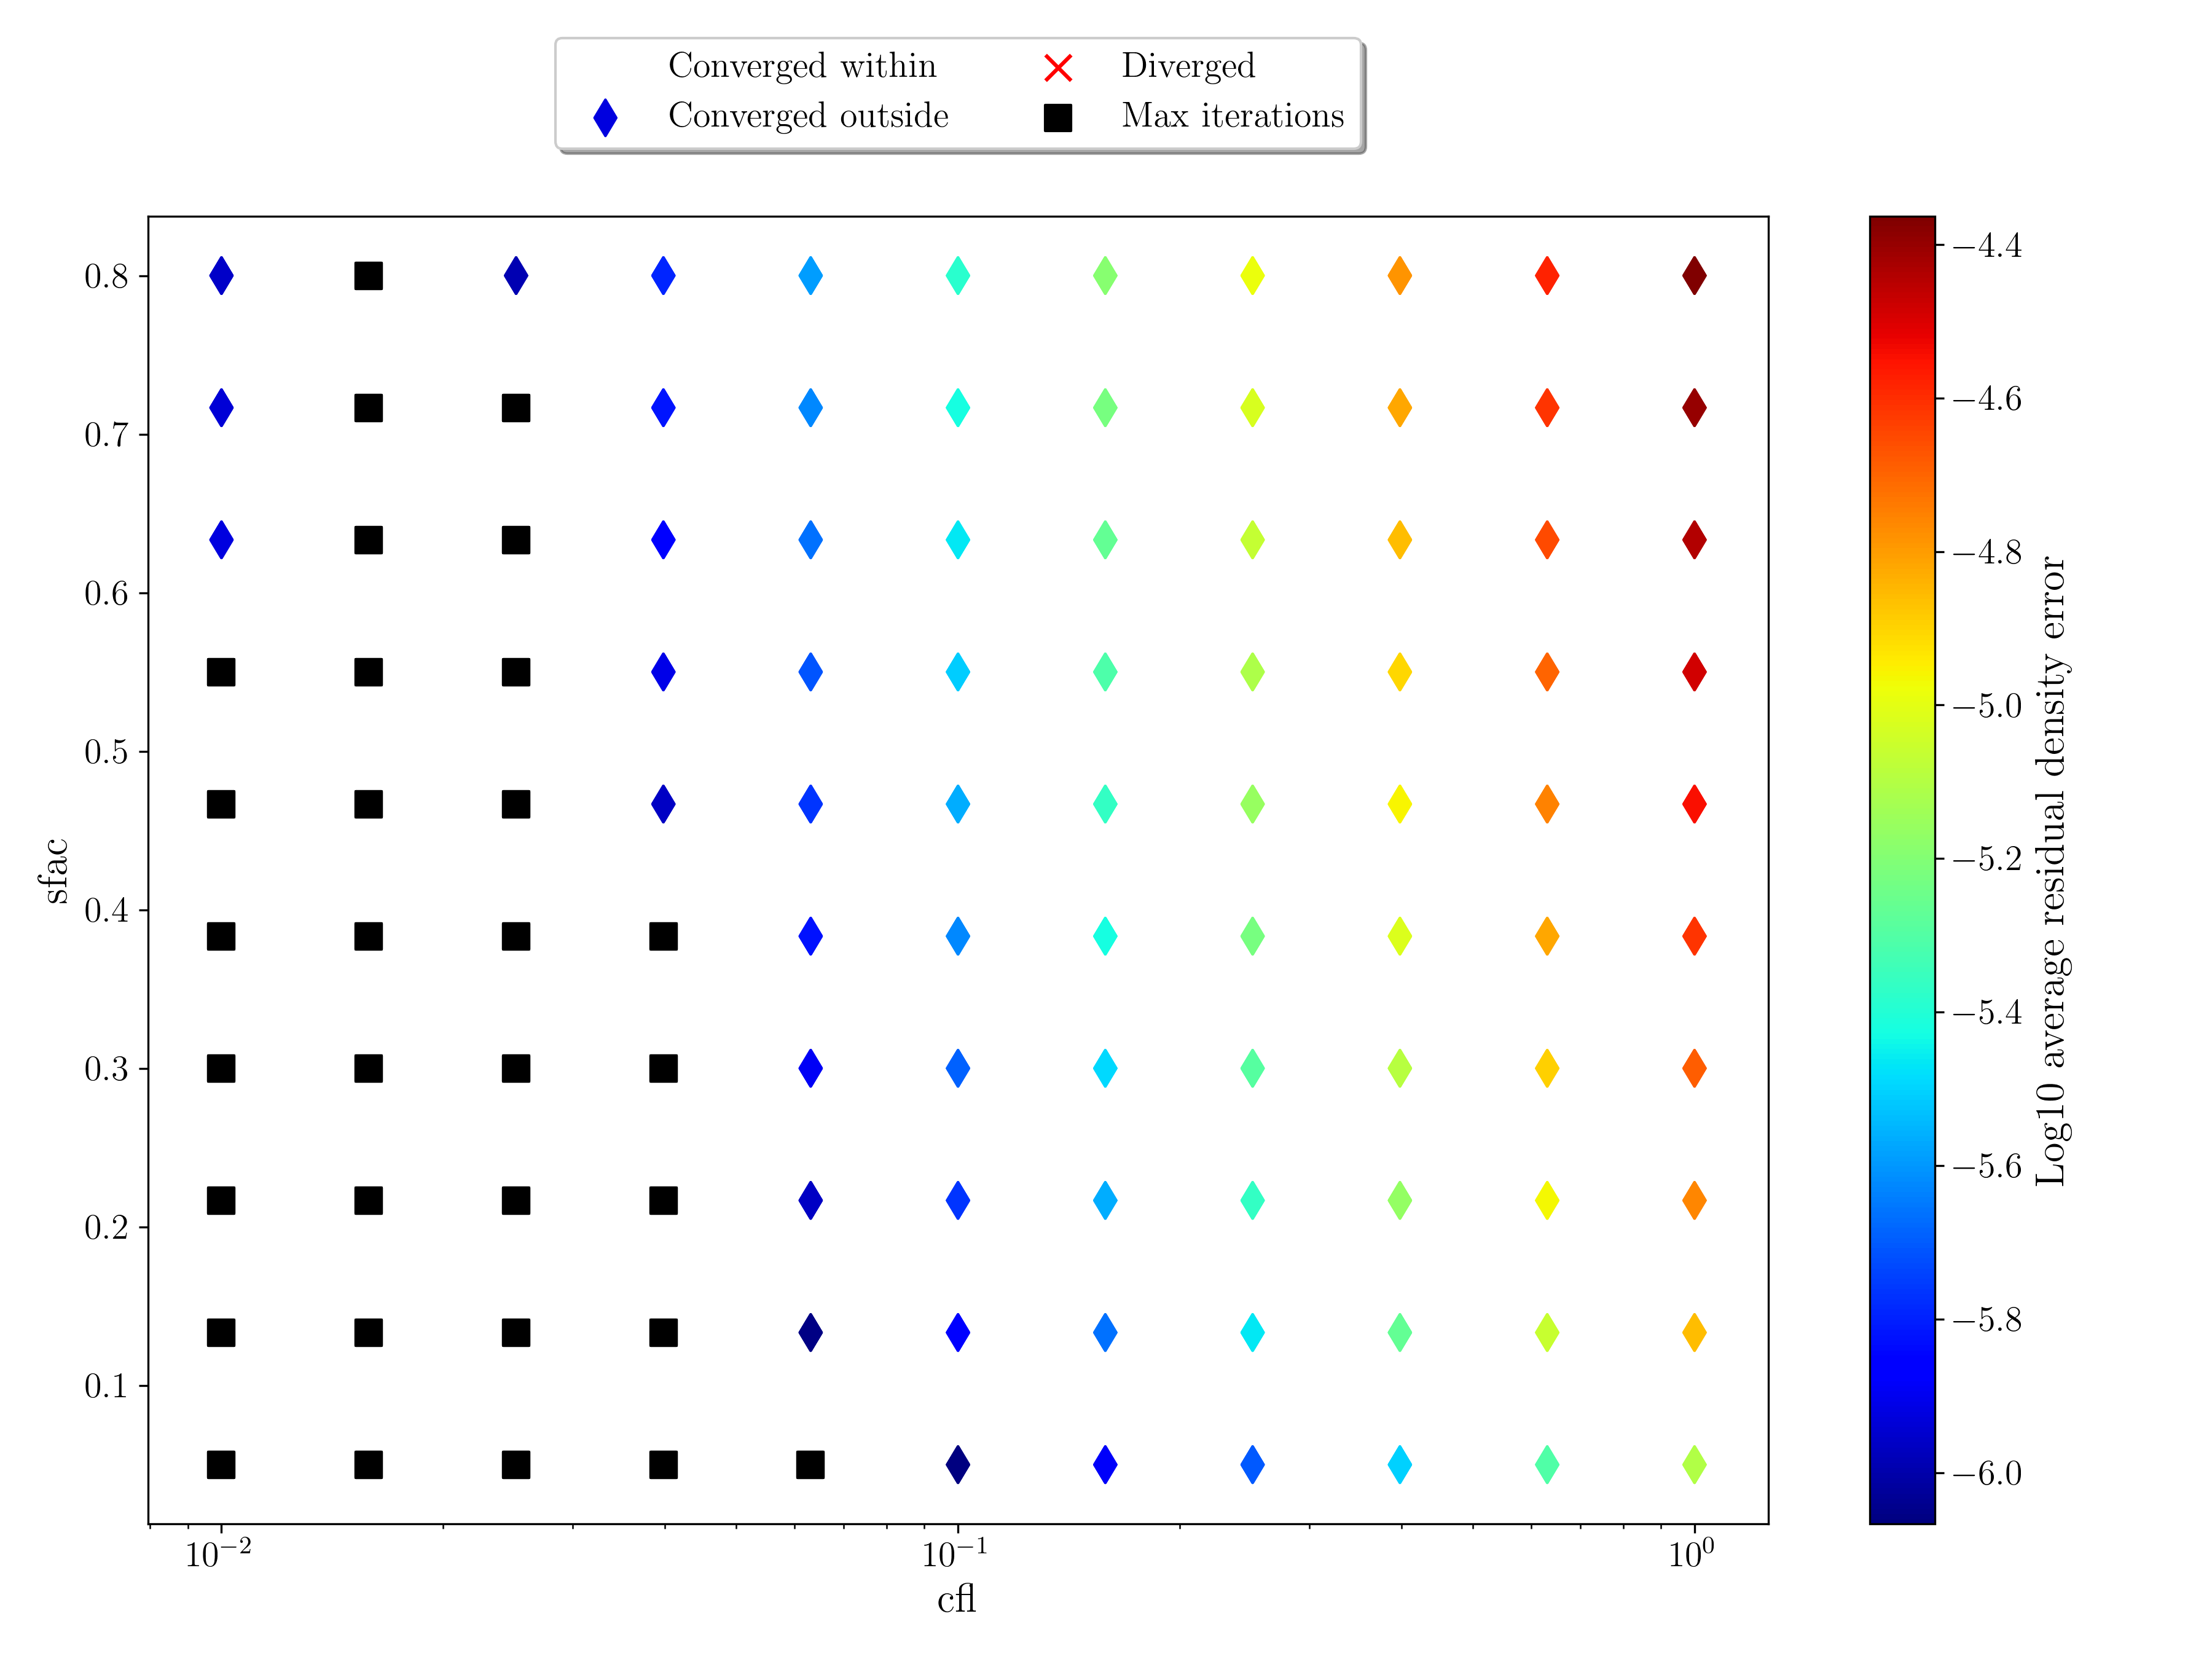 Converged within
Converged outside
Diverged
Max iterations
0.8
0.7
0.6
0.5
0.4
0.3
0.2
0.1
sfac
10⁻²
10⁻¹
10⁰
cfl
−4.4
−4.6
−4.8
−5.0
−5.2
−5.4
−5.6
−5.8
−6.0
Log10 average residual density error